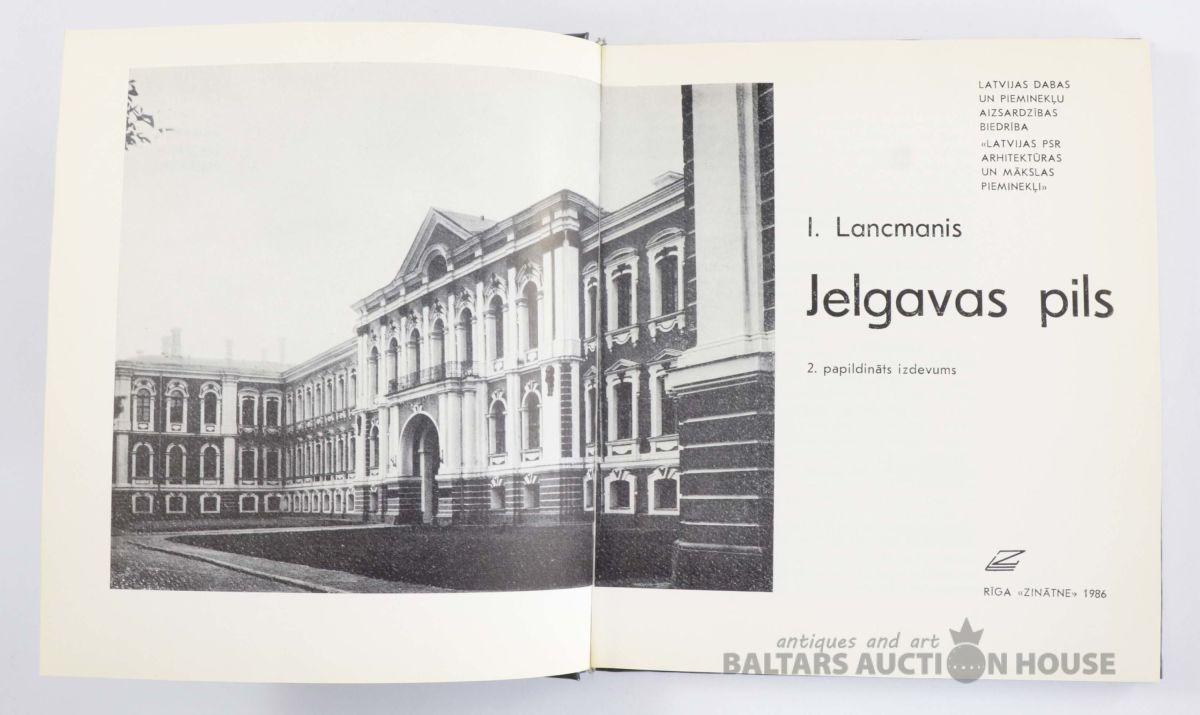 LATVIJAS DABAS
UN PIEMINEKĻU
AIZSARDZĪBAS
BIEDRĪBA
«LATVIJAS PSR
ARHITEKTŪRAS
UN MĀKSLAS
PIEMINEKĻI»
I. Lancmanis
Jelgavas pils
2. papildināts izdevums
Z
RĪGA «ZINĀTNE» 1986
antiques and art
BALTARS AUCTION HOUSE